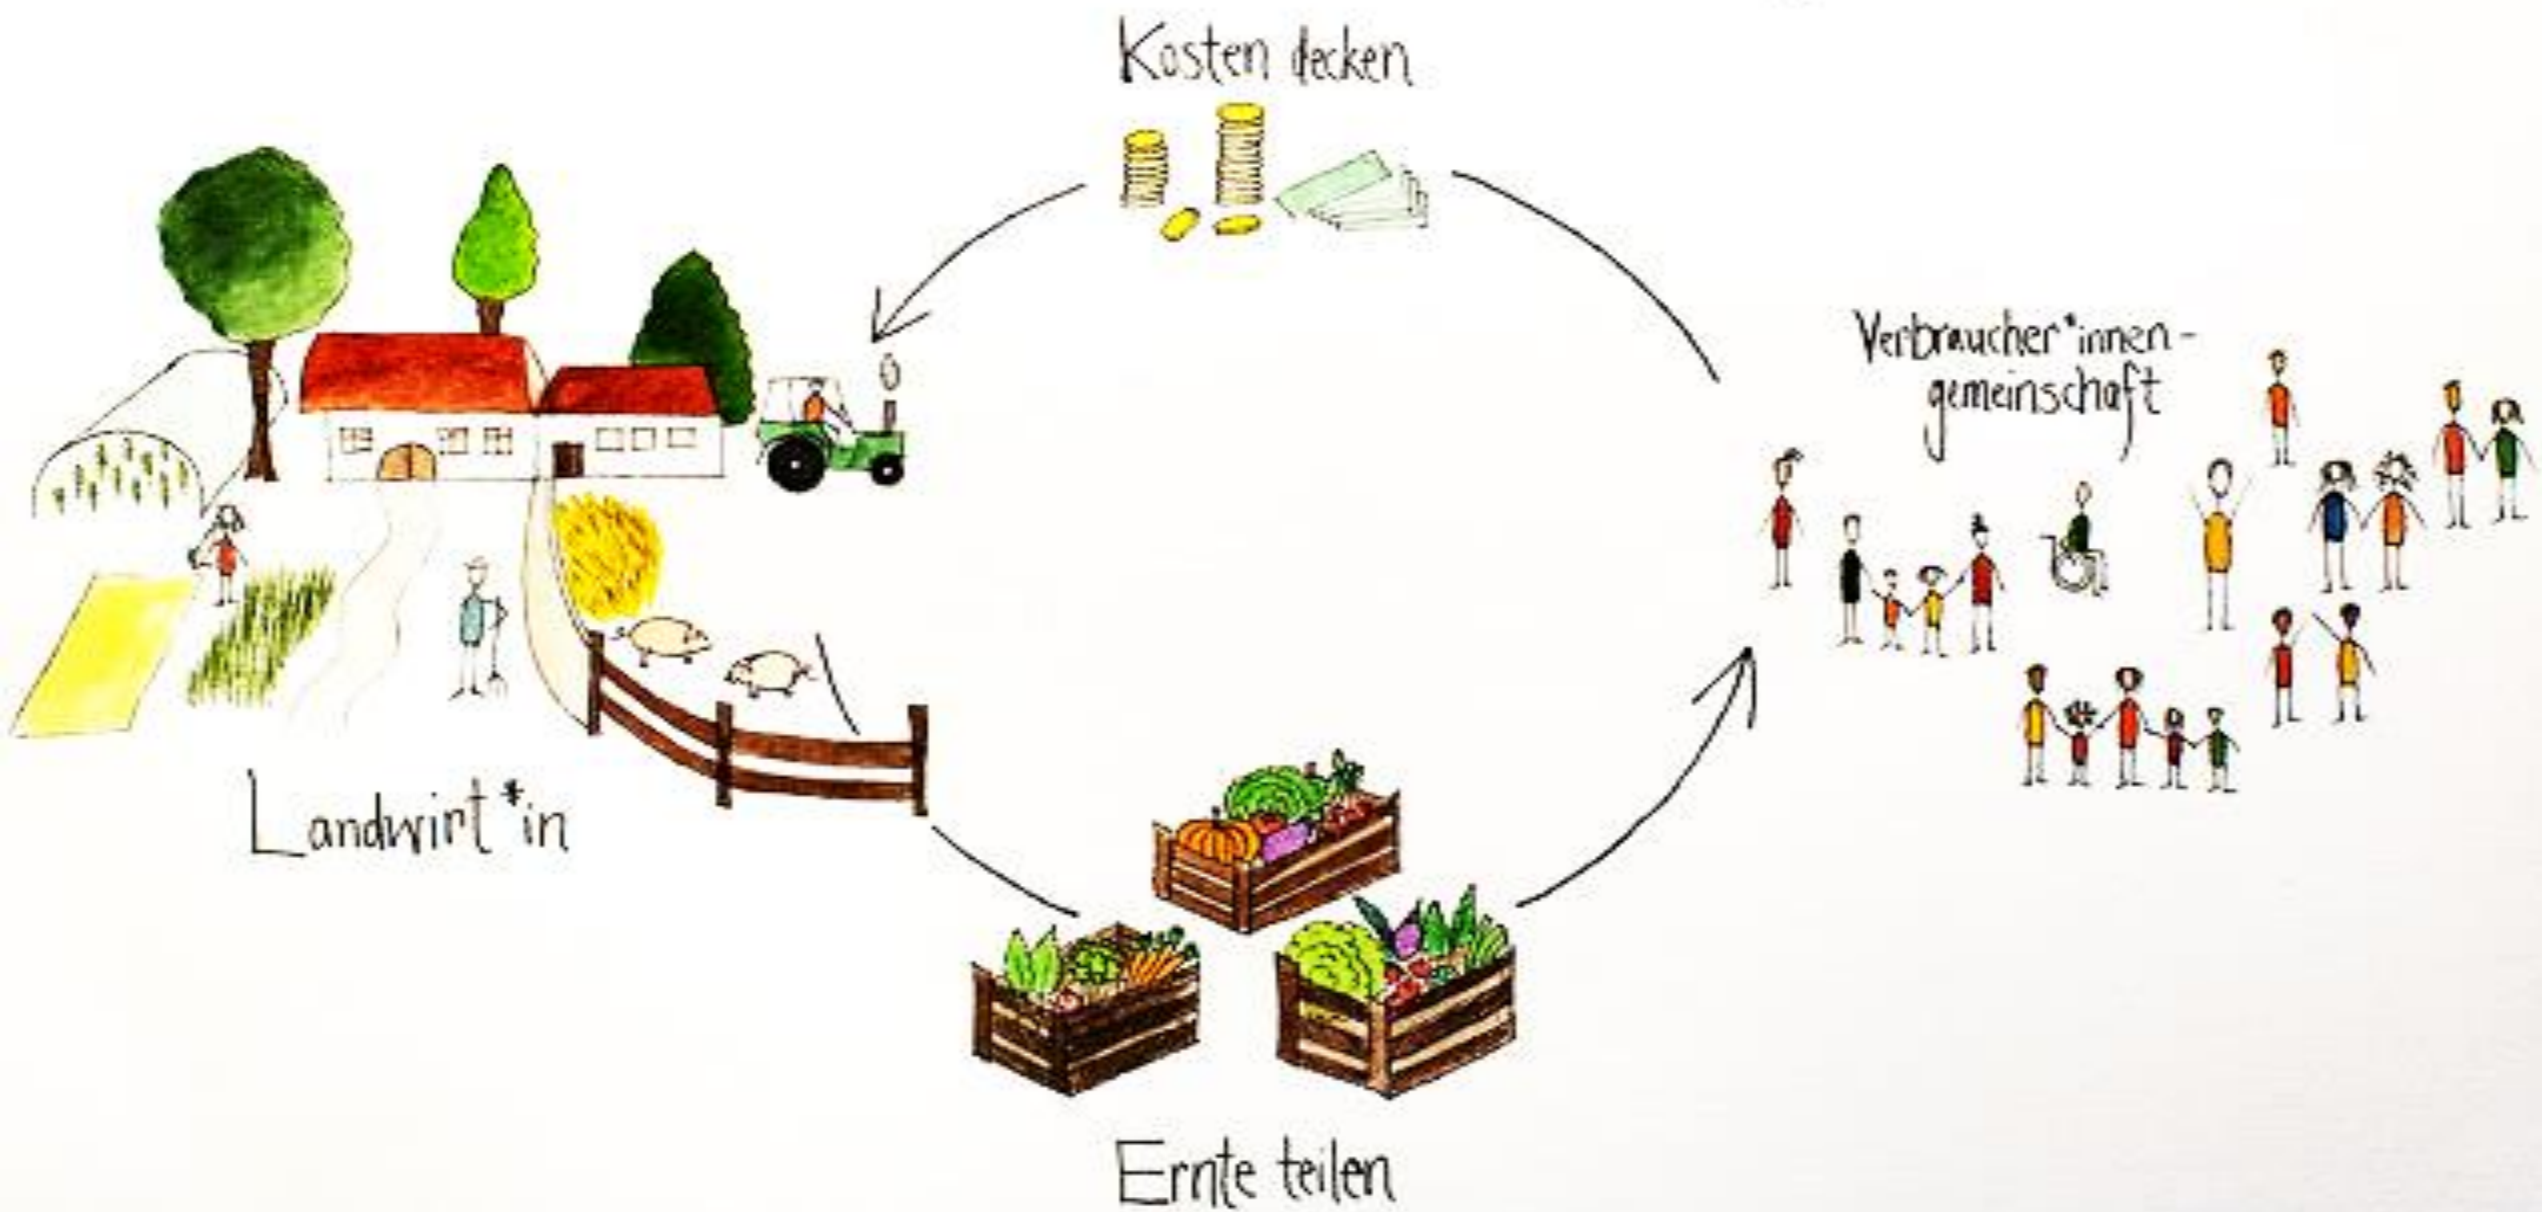 Kosten decken
Verbraucher*innen-
gemeinschaft
Landwirt*in
Ernte teilen